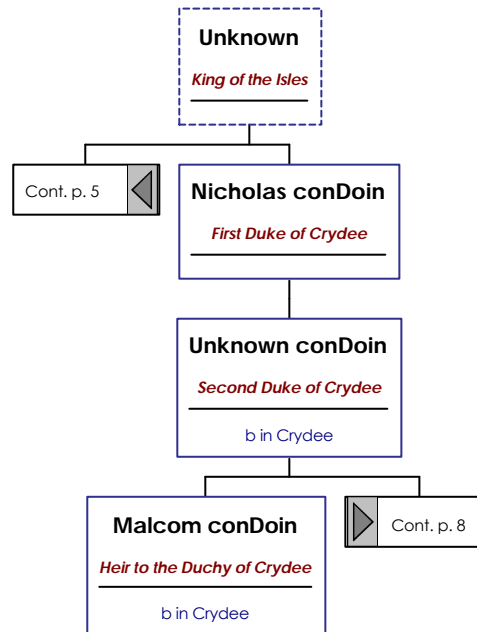 Unknown
King of the Isles
Cont. p. 5
Nicholas conDoin
First Duke of Crydee
Unknown conDoin
Second Duke of Crydee
b in Crydee
Malcom conDoin
Heir to the Duchy of Crydee
b in Crydee
Cont. p. 8